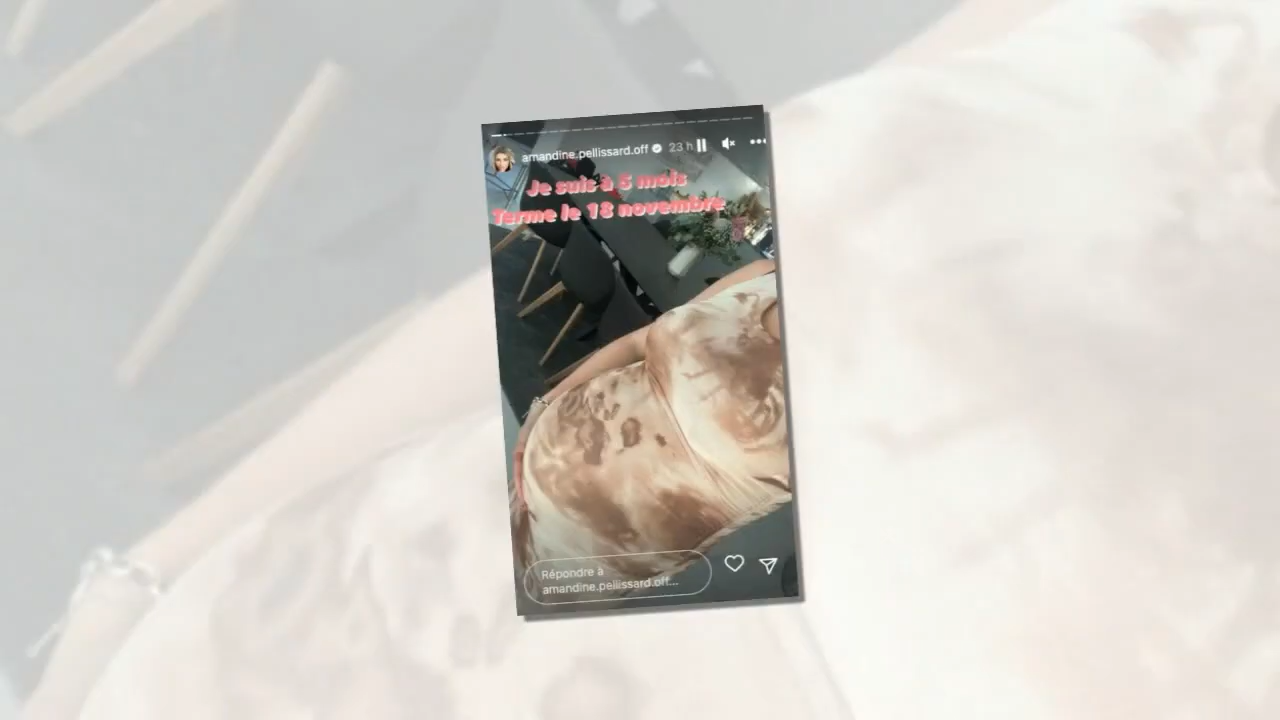 amandine.pellissard.off 23 h
Je suis à 5 mois
Terme le 18 novembre
Répondre à
amandine.pellissard.off...